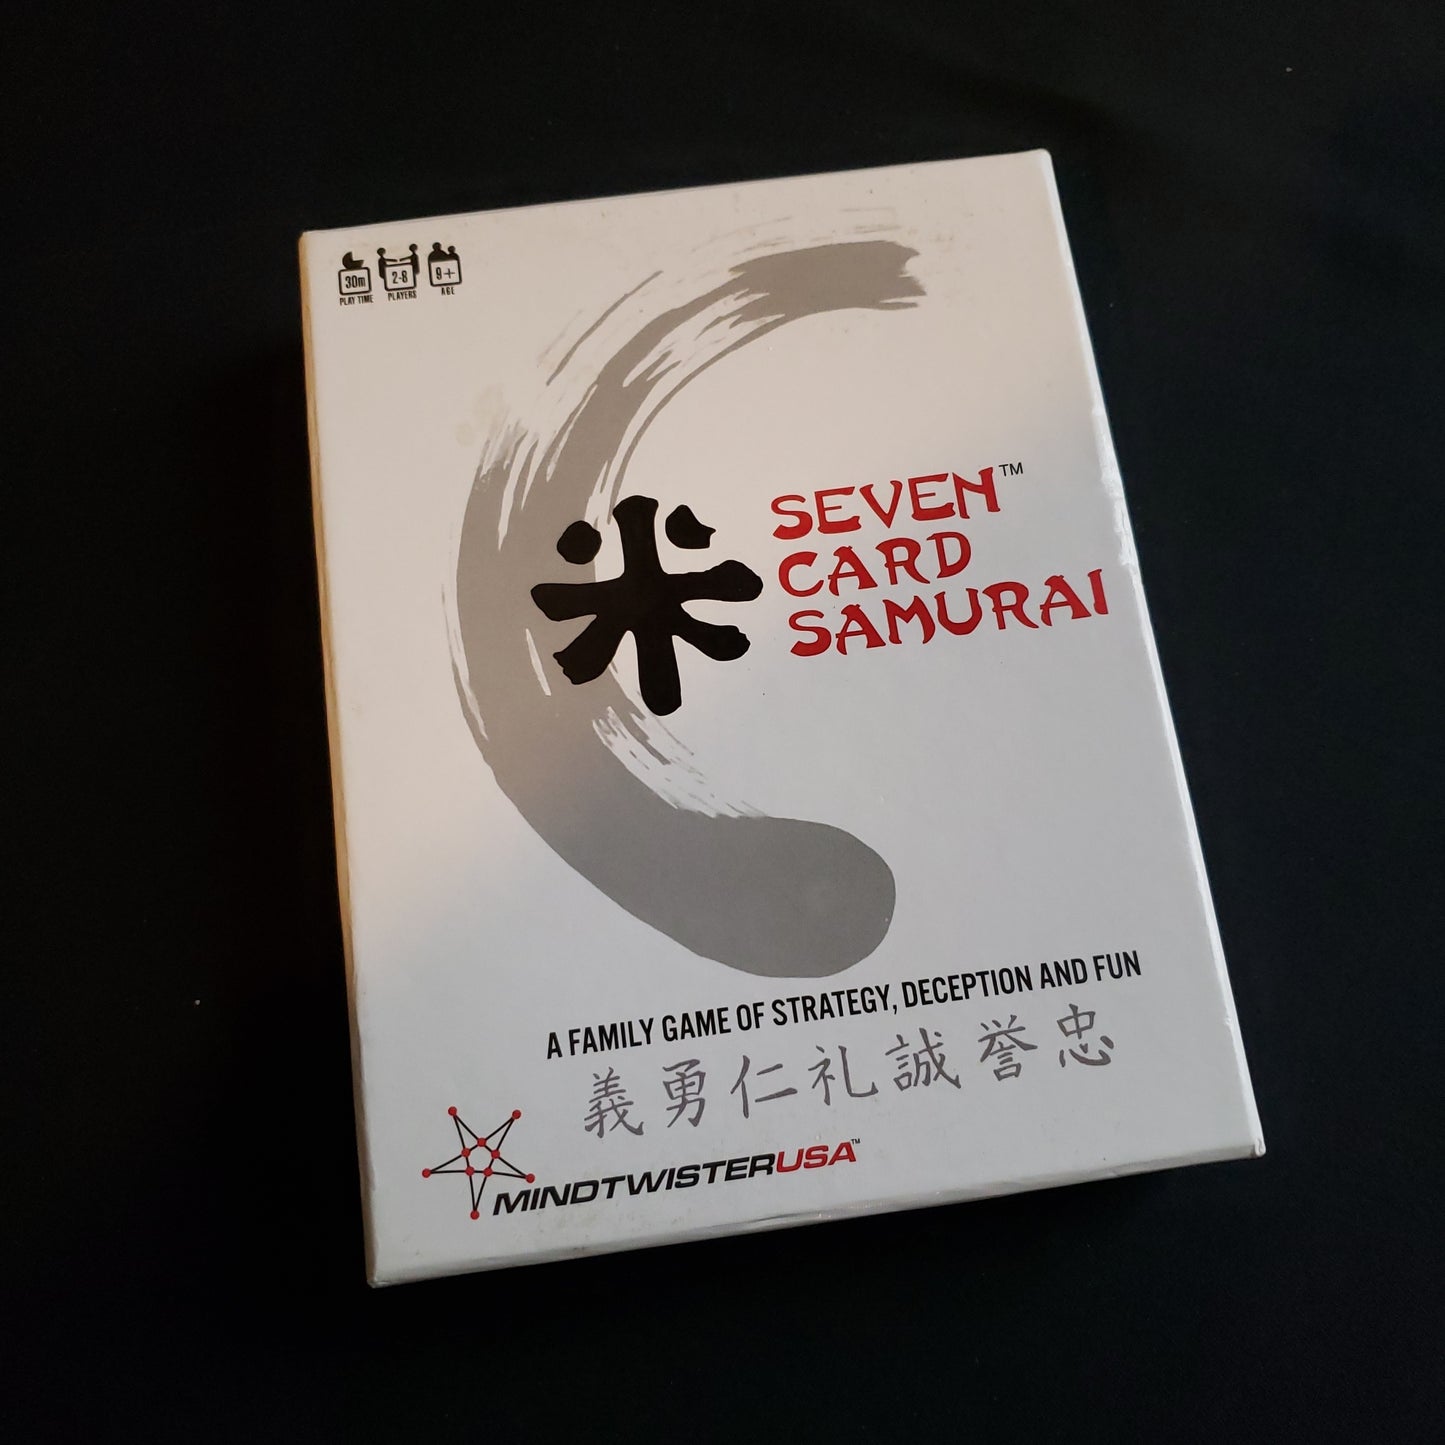 30m 2-8 9+
PLAY TIME PLAYERS AGE
SEVEN™
米 CARD
SAMURAI
A FAMILY GAME OF STRATEGY, DECEPTION AND FUN
義勇仁礼誠誉忠
MINDTWISTERUSA™